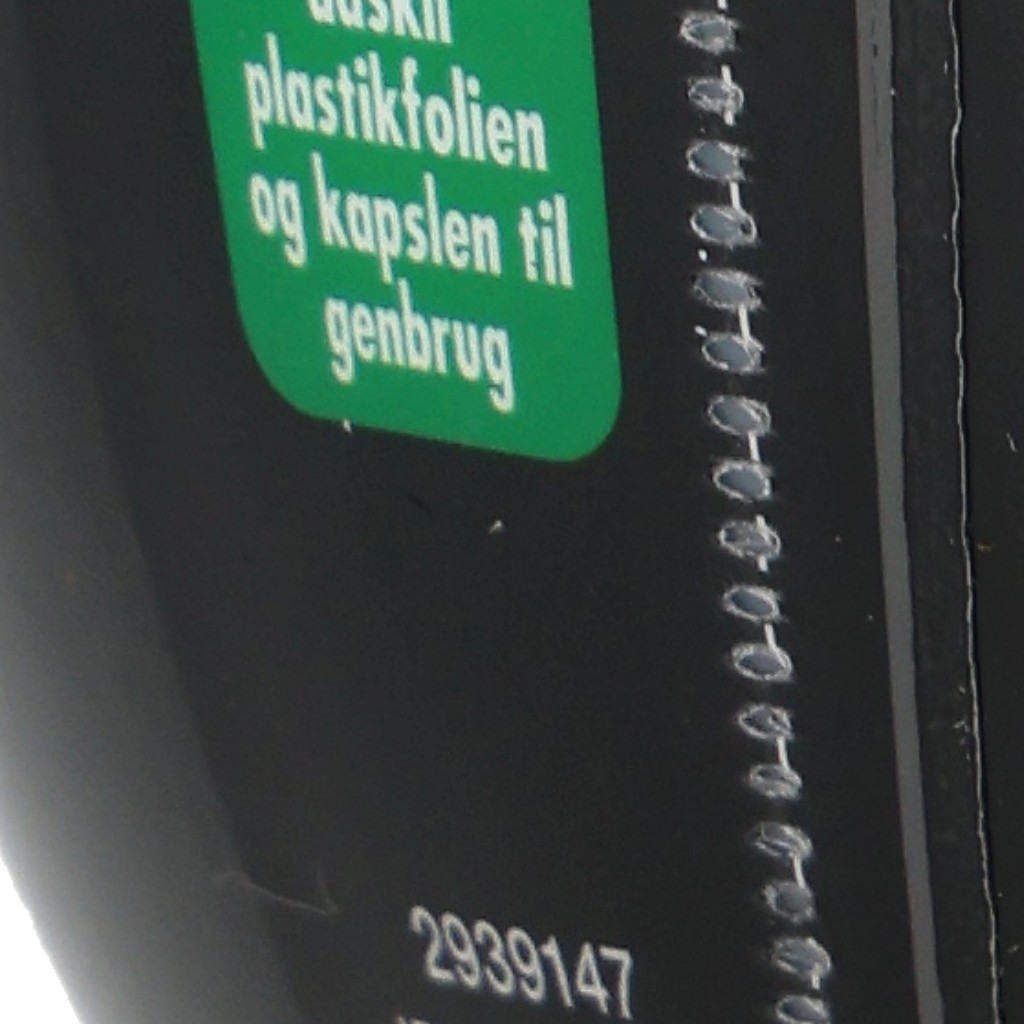 plastikfolien
og kapslen til
genbrug
2939147